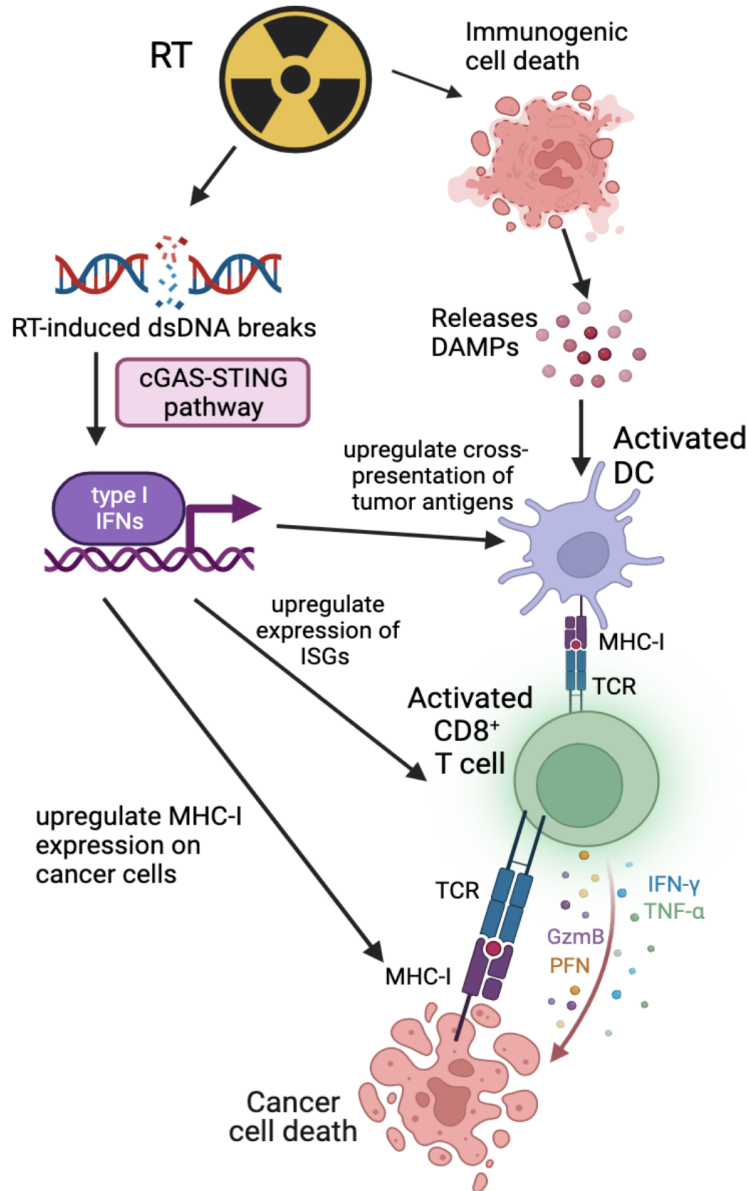 RT
Immunogenic
cell death
RT-induced dsDNA breaks
Releases
DAMPs
cGAS-STING
pathway
upregulate cross-
presentation of
tumor antigens
Activated
DC
type I
IFNs
upregulate
expression of
ISGs
MHC-I
TCR
Activated
CD8⁺
T cell
upregulate MHC-I
expression on
cancer cells
TCR
IFN-γ
TNF-α
GzmB
PFN
MHC-I
Cancer
cell death